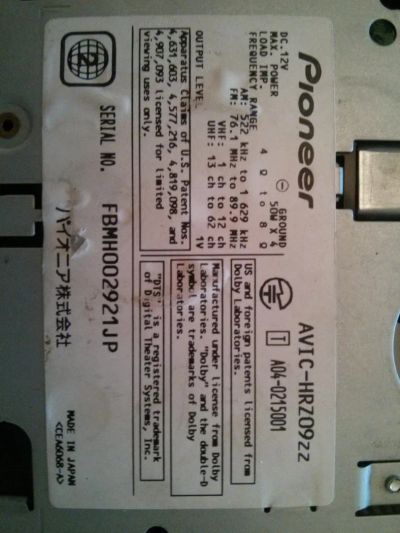 Pioneer
AVIC-HRZ09zz
DC.12V
⊖ GROUND
MAX. POWER 50W X 4
LOAD IMP. 4 Ω to 8 Ω
FREQUENCY RANGE
AM: 522 kHz to 1 629 kHz
FM: 76.1 MHz to 89.9 MHz
VHF: 1 ch to 12 ch
UHF: 13 ch to 62 ch
OUTPUT LEVEL 1V
T A04-0215001
Apparatus Claims of U.S. Patent Nos.
4,631,603, 4,577,216, 4,819,098, and
4,907,093 licensed for limited
viewing uses only.
US and foreign patents licensed from
Dolby Laboratories.
Manufactured under license from Dolby
Laboratories. "Dolby" and the double-D
symbol are trademarks of Dolby
Laboratories.
"DTS" is a registered trademark
of Digital Theater Systems, Inc.
2
SERIAL NO. FBMH002921JP
パイオニア株式会社
MADE IN JAPAN
<CEA6068-A>